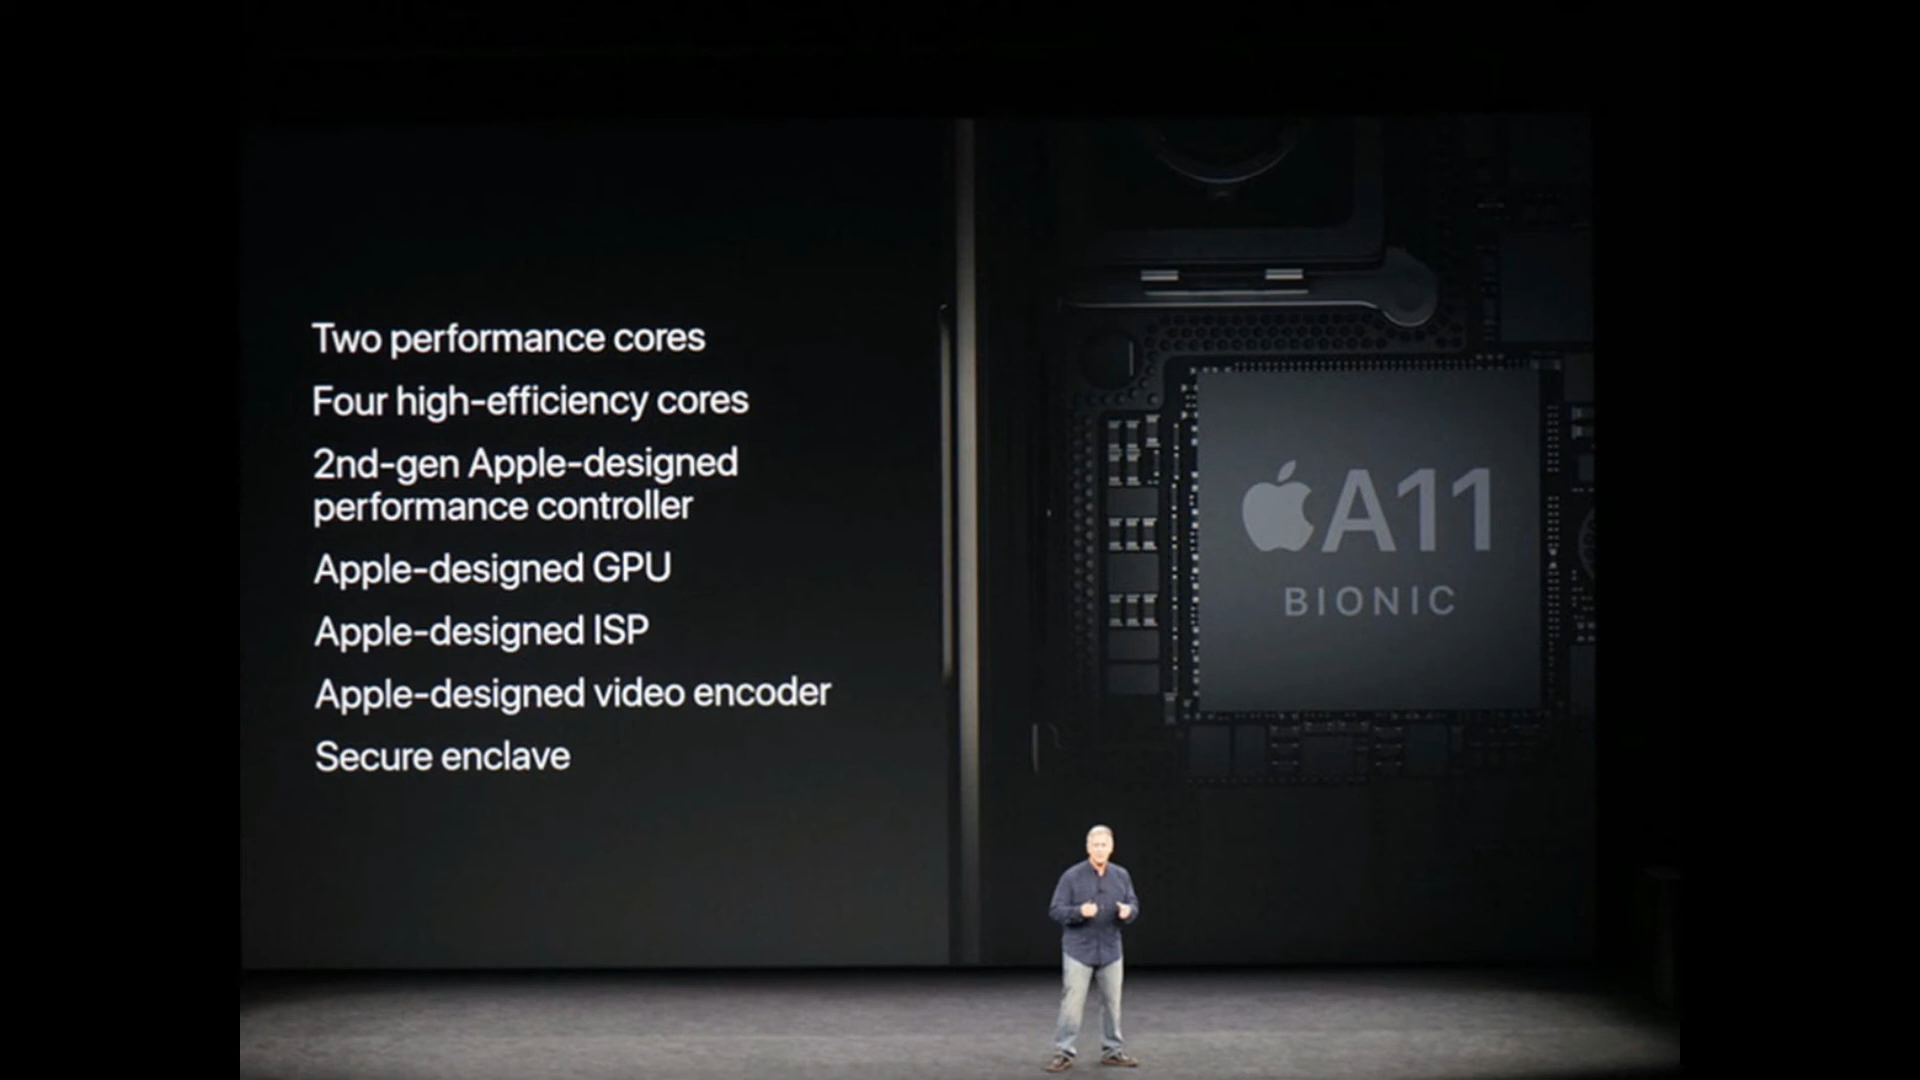 Two performance cores
Four high-efficiency cores
2nd-gen Apple-designed
performance controller
Apple-designed GPU
Apple-designed ISP
Apple-designed video encoder
Secure enclave
A11
BIONIC